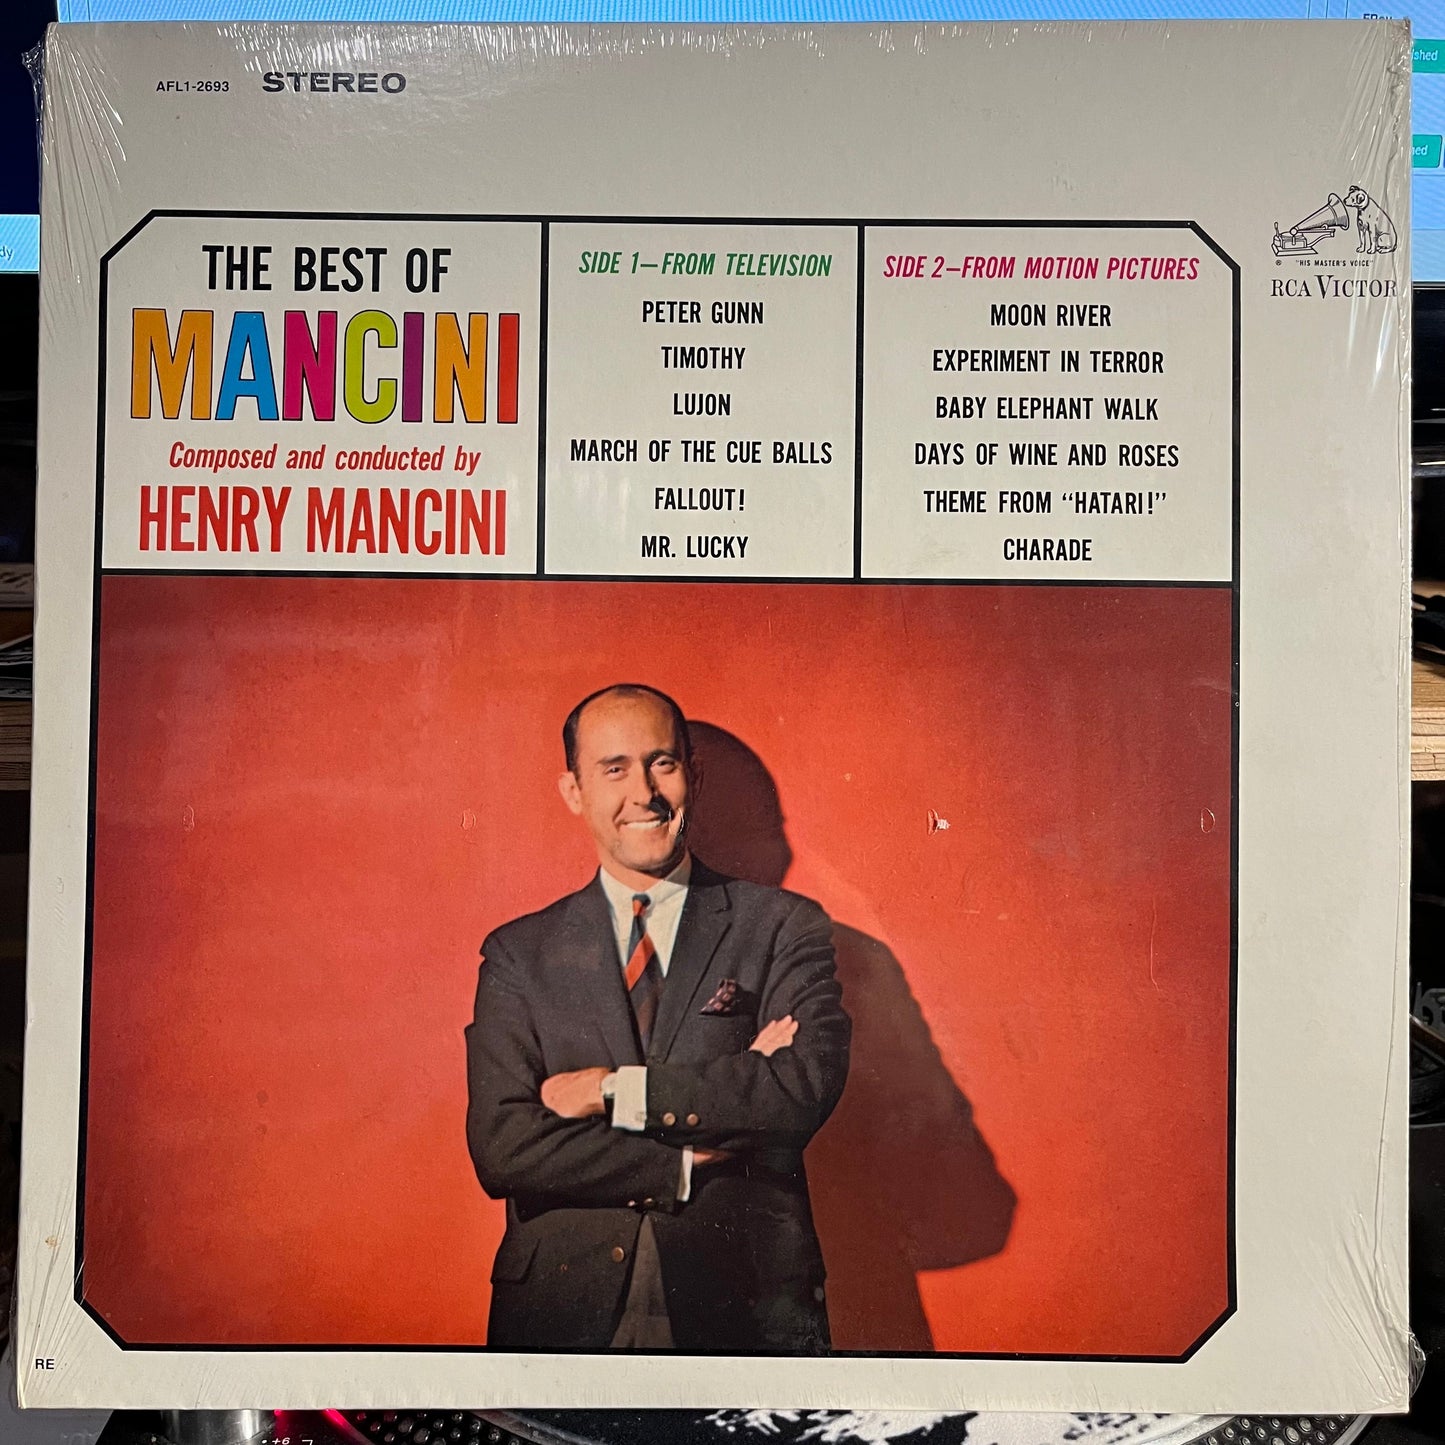 AFL1-2693 STEREO
THE BEST OF
MANCINI
Composed and conducted by
HENRY MANCINI
SIDE 1—FROM TELEVISION
PETER GUNN
TIMOTHY
LUJON
MARCH OF THE CUE BALLS
FALLOUT!
MR. LUCKY
SIDE 2—FROM MOTION PICTURES
MOON RIVER
EXPERIMENT IN TERROR
BABY ELEPHANT WALK
DAYS OF WINE AND ROSES
THEME FROM “HATARI!”
CHARADE
® "HIS MASTER'S VOICE"
RCA VICTOR
RE
+6 7